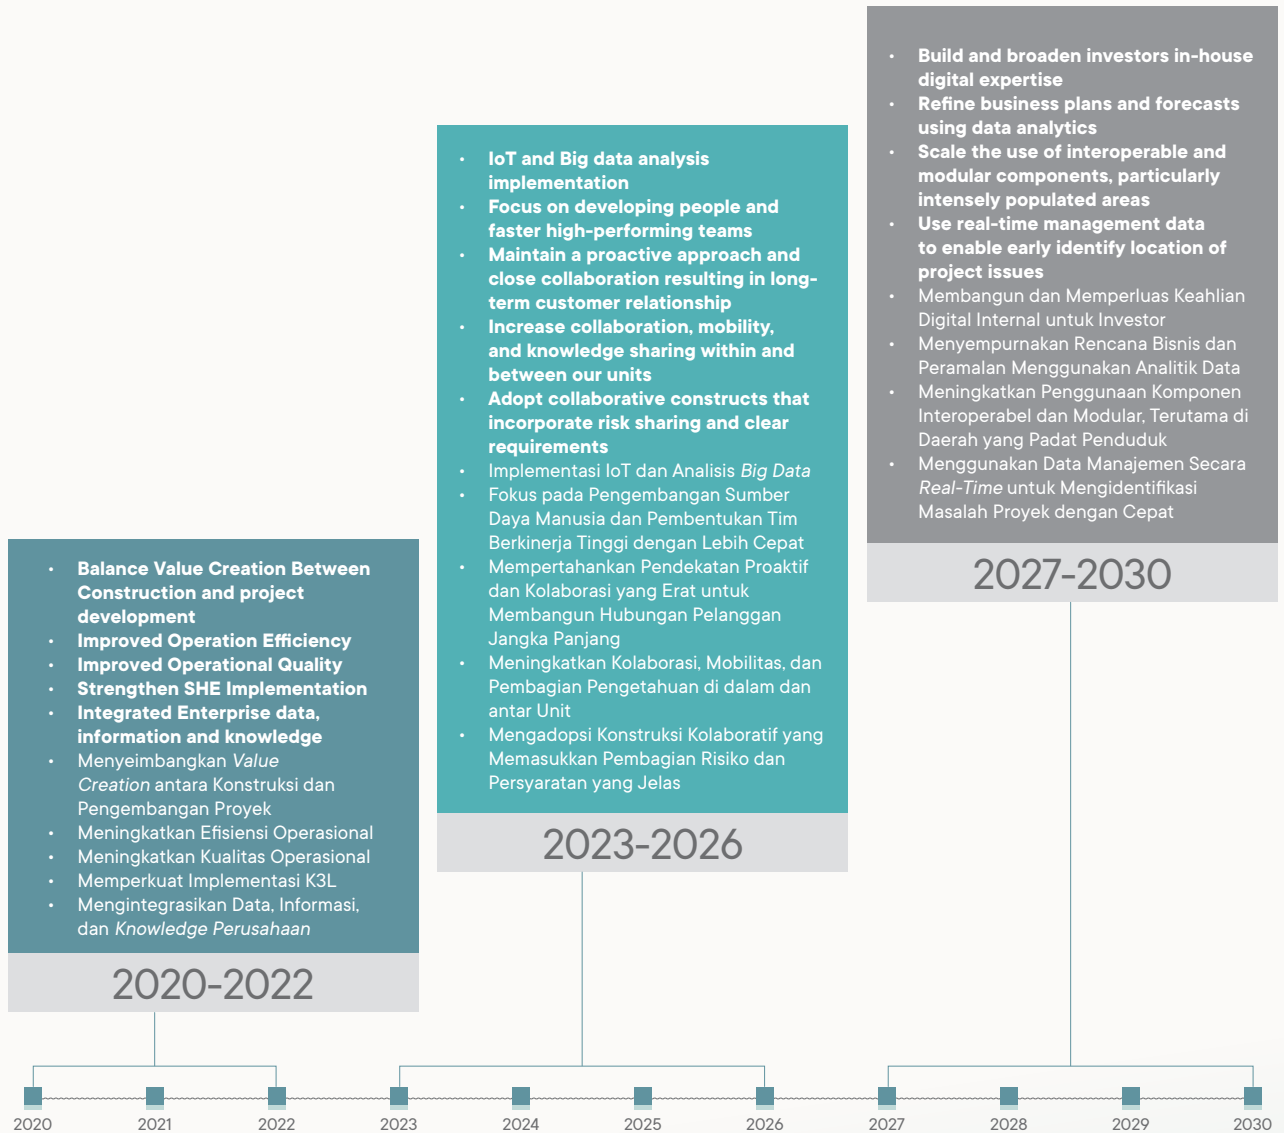 • Balance Value Creation Between
Construction and project
development
• Improved Operation Efficiency
• Improved Operational Quality
• Strengthen SHE Implementation
• Integrated Enterprise data,
information and knowledge
• Menyeimbangkan Value
Creation antara Konstruksi dan
Pengembangan Proyek
• Meningkatkan Efisiensi Operasional
• Meningkatkan Kualitas Operasional
• Memperkuat Implementasi K3L
• Mengintegrasikan Data, Informasi,
dan Knowledge Perusahaan
2020-2022
• IoT and Big data analysis
implementation
• Focus on developing people and
faster high-performing teams
• Maintain a proactive approach and
close collaboration resulting in long-
term customer relationship
• Increase collaboration, mobility,
and knowledge sharing within and
between our units
• Adopt collaborative constructs that
incorporate risk sharing and clear
requirements
• Implementasi IoT dan Analisis Big Data
• Fokus pada Pengembangan Sumber
Daya Manusia dan Pembentukan Tim
Berkinerja Tinggi dengan Lebih Cepat
• Mempertahankan Pendekatan Proaktif
dan Kolaborasi yang Erat untuk
Membangun Hubungan Pelanggan
Jangka Panjang
• Meningkatkan Kolaborasi, Mobilitas, dan
Pembagian Pengetahuan di dalam dan
antar Unit
• Mengadopsi Konstruksi Kolaboratif yang
Memasukkan Pembagian Risiko dan
Persyaratan yang Jelas
2023-2026
• Build and broaden investors in-house
digital expertise
• Refine business plans and forecasts
using data analytics
• Scale the use of interoperable and
modular components, particularly
intensely populated areas
• Use real-time management data
to enable early identify location of
project issues
• Membangun dan Memperluas Keahlian
Digital Internal untuk Investor
• Menyempurnakan Rencana Bisnis dan
Peramalan Menggunakan Analitik Data
• Meningkatkan Penggunaan Komponen
Interoperabel dan Modular, Terutama di
Daerah yang Padat Penduduk
• Menggunakan Data Manajemen Secara
Real-Time untuk Mengidentifikasi
Masalah Proyek dengan Cepat
2027-2030
2020 2021 2022 2023 2024 2025 2026 2027 2028 2029 2030